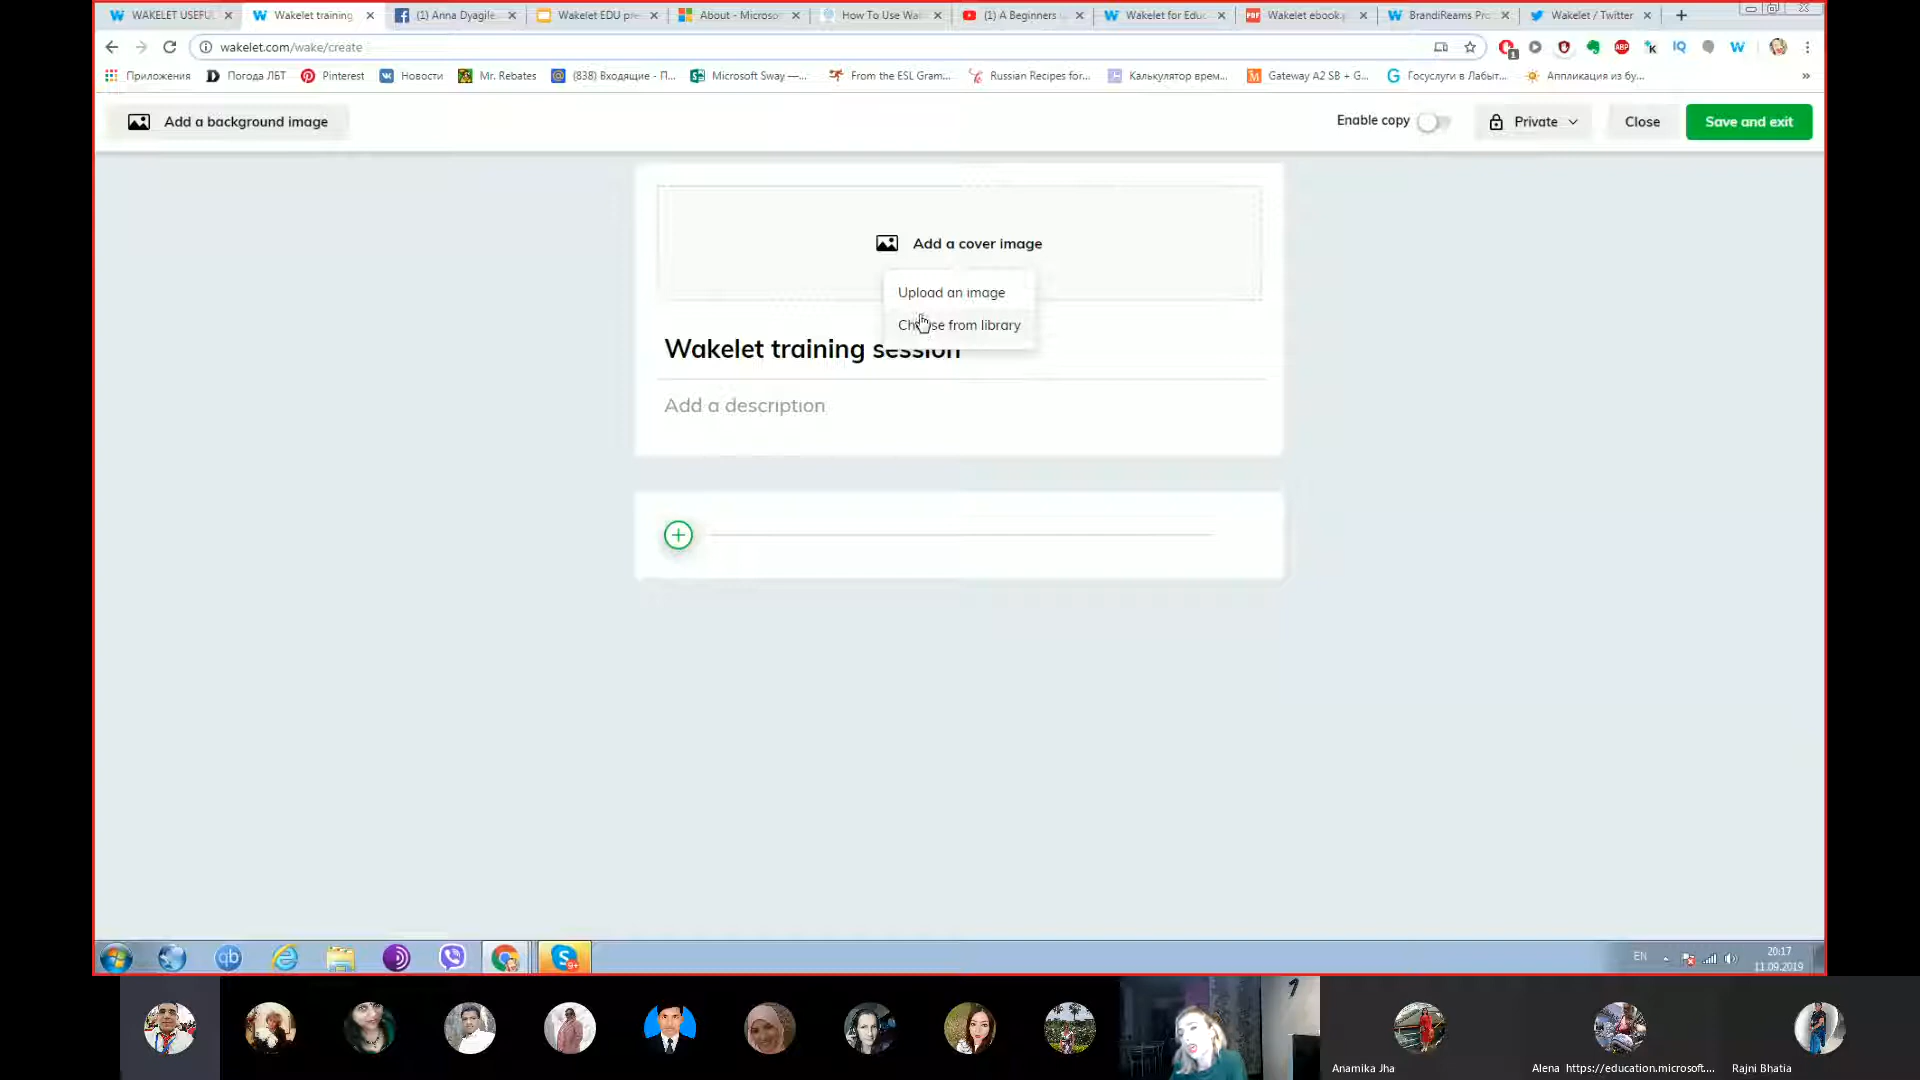 WAKELET USEFUL
Wakelet training
(1) Anna Dyagile
Wakelet EDU pre
About - Microso
How To Use Wa
(1) A Beginners
Wakelet for Educ
Wakelet ebook.p
BrandiReams Pro
Wakelet / Twitter
wakelet.com/wake/create
1
ABP
IQ
Приложения
Погода ЛБТ
Pinterest
Новости
Mr. Rebates
(838) Входящие - П...
Microsoft Sway —...
From the ESL Gram...
Russian Recipes for...
Калькулятор врем...
Gateway A2 SB + G...
Госуслуги в Лабыт...
Аппликация из бу...
Add a background image
Enable copy
Private
Close
Save and exit
Add a cover image
Upload an image
Choose from library
Wakelet training session
Add a description
EN
20:17
11.09.2019
Anamika Jha
Alena https://education.microsoft....
Rajni Bhatia